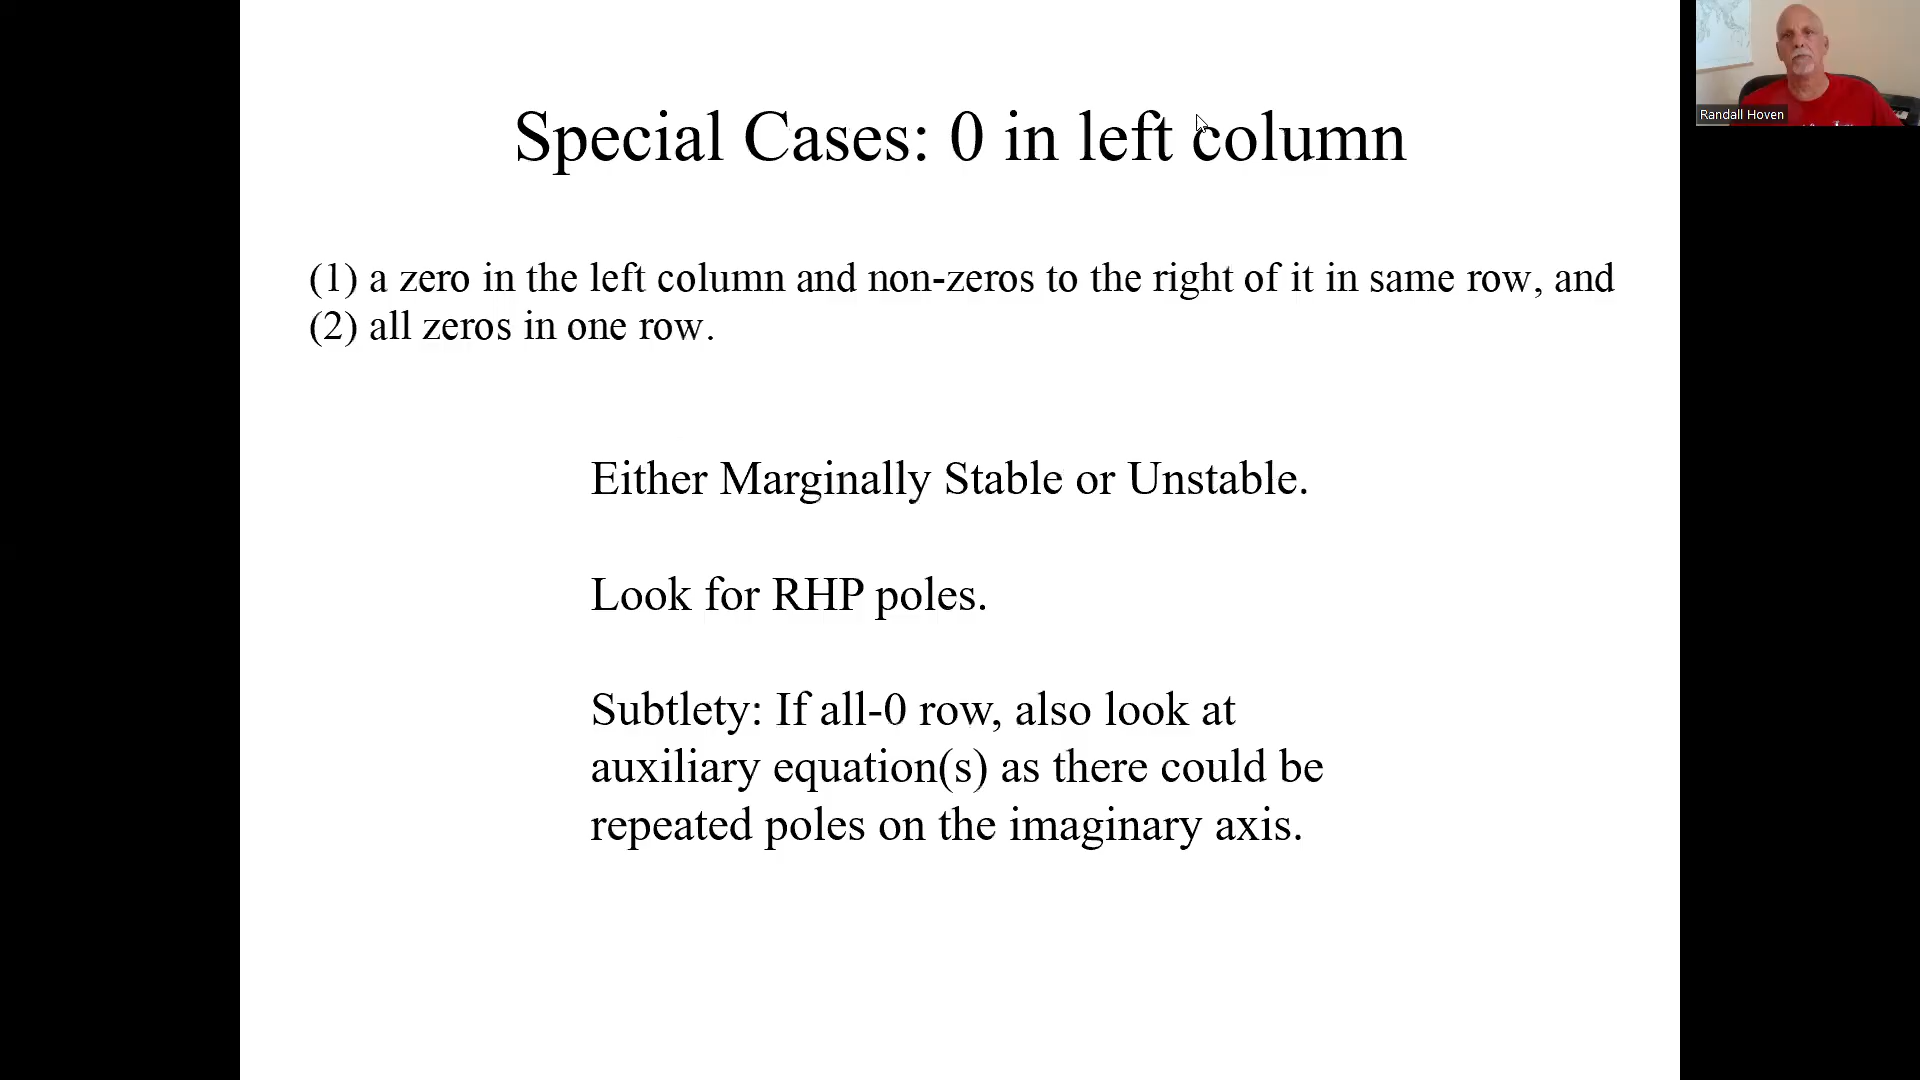 Special Cases: 0 in left column
Randall Hoven
(1) a zero in the left column and non-zeros to the right of it in same row, and
(2) all zeros in one row.
Either Marginally Stable or Unstable.
Look for RHP poles.
Subtlety: If all-0 row, also look at
auxiliary equation(s) as there could be
repeated poles on the imaginary axis.